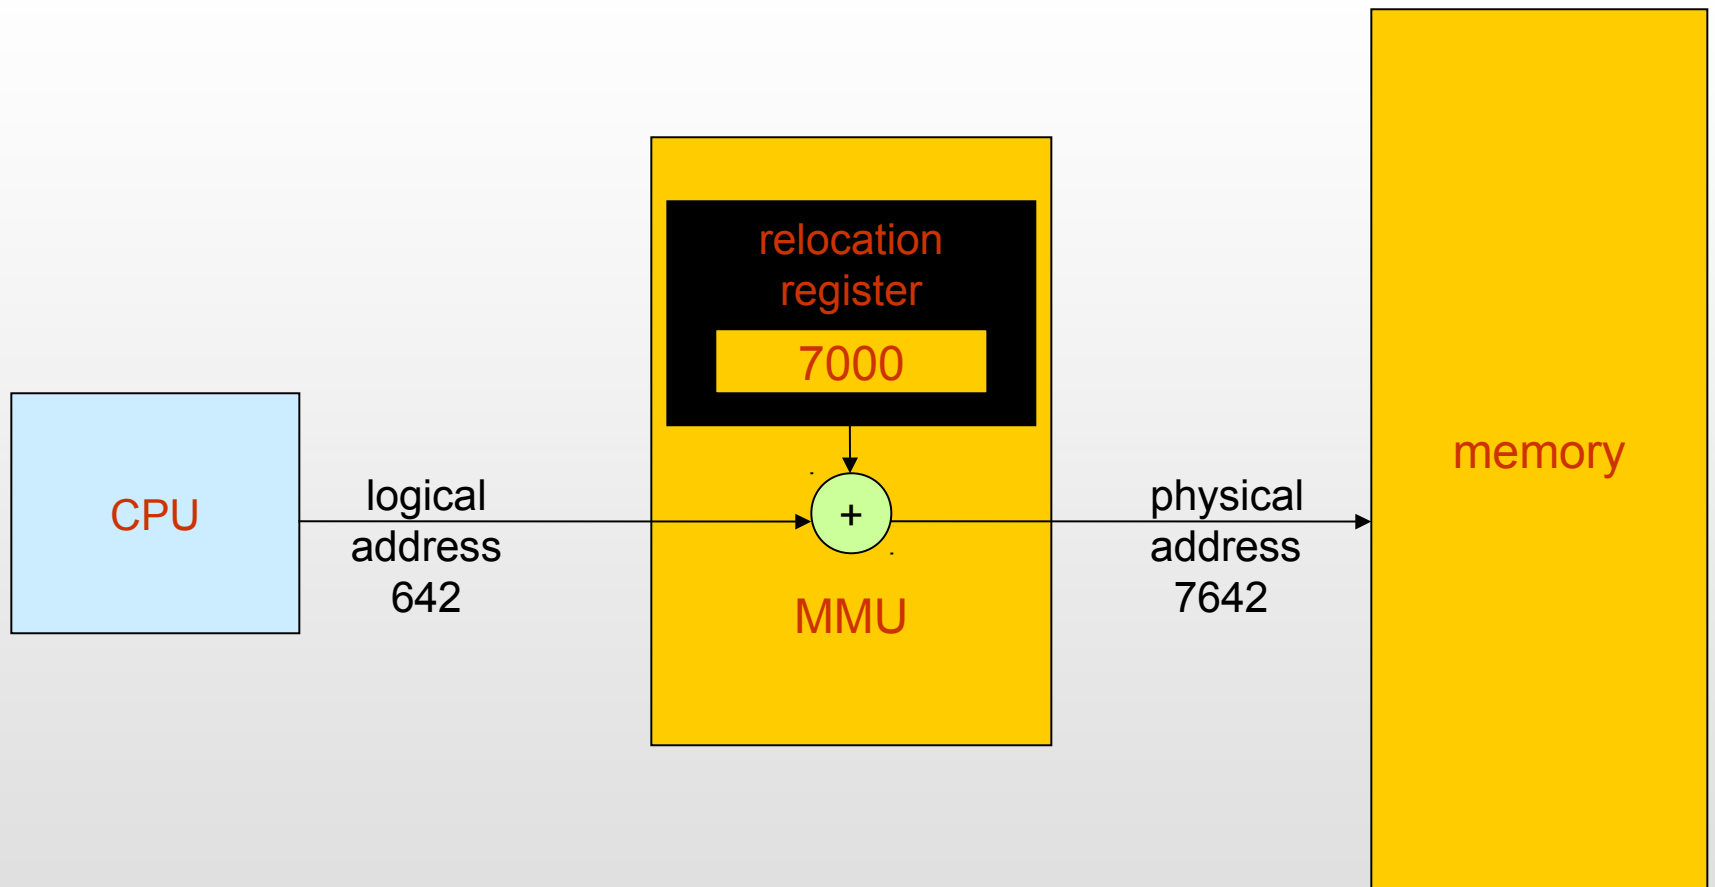 relocation
register
7000
CPU
logical
address
642
+
MMU
physical
address
7642
memory